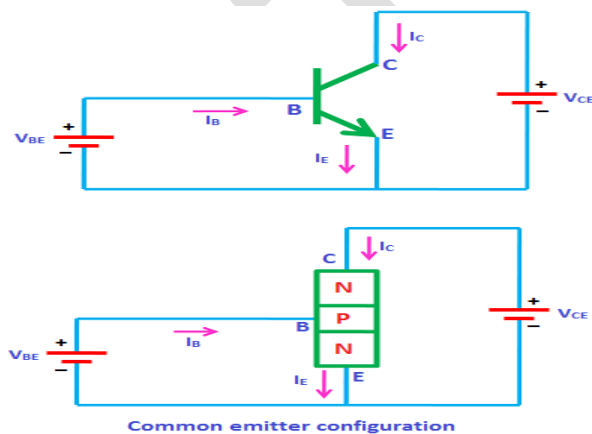 IC
C
B
IB
+
VBE
−
E
IE
+
VCE
−
IC
C
N
B
P
N
IB
+
VBE
−
IE
E
+
VCE
−
Common emitter configuration